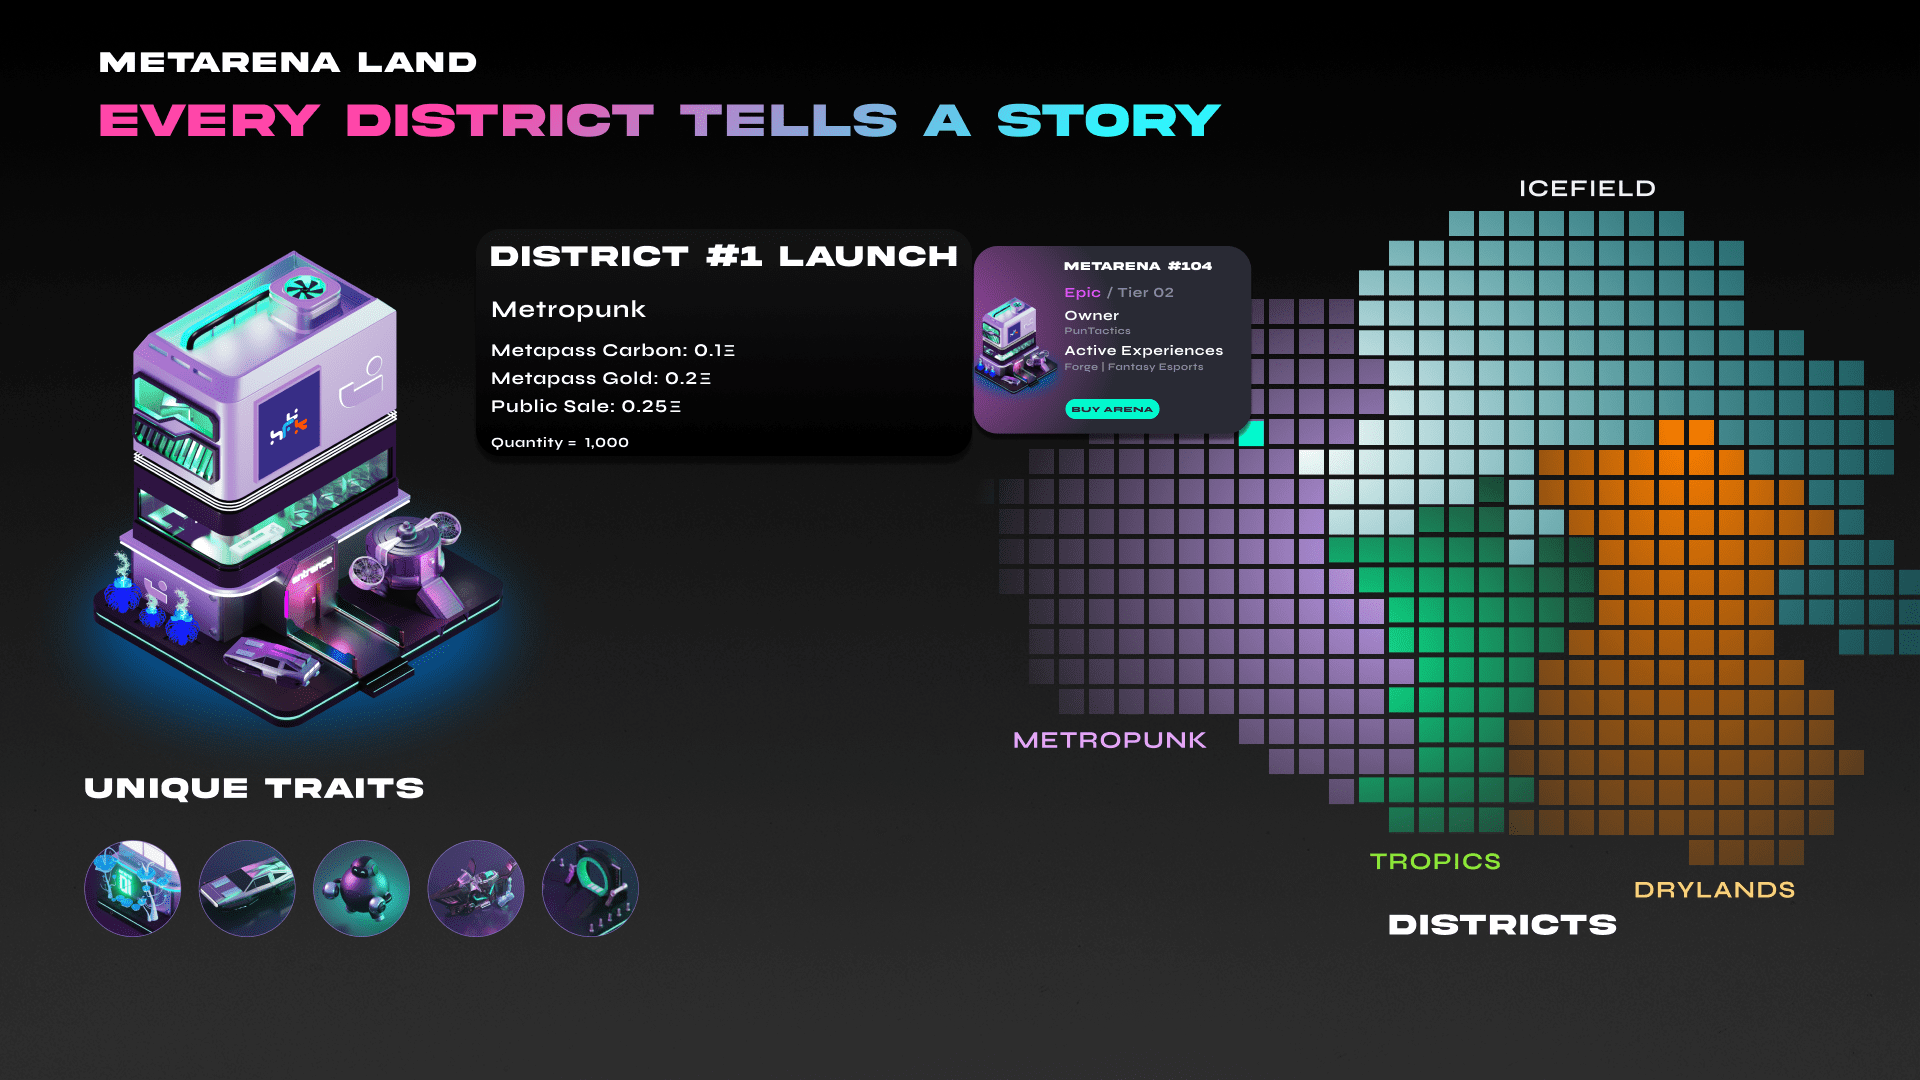 METARENA LAND
EVERY DISTRICT TELLS A STORY
DISTRICT #1 LAUNCH
Metropunk
Metapass Carbon: 0.1Ξ
Metapass Gold: 0.2Ξ
Public Sale: 0.25Ξ
Quantity = 1,000
METARENA #104
Epic / Tier 02
Owner
PunTactics
Active Experiences
Forge | Fantasy Esports
BUY ARENA
entrance
ICEFIELD
METROPUNK
TROPICS
DRYLANDS
DISTRICTS
UNIQUE TRAITS